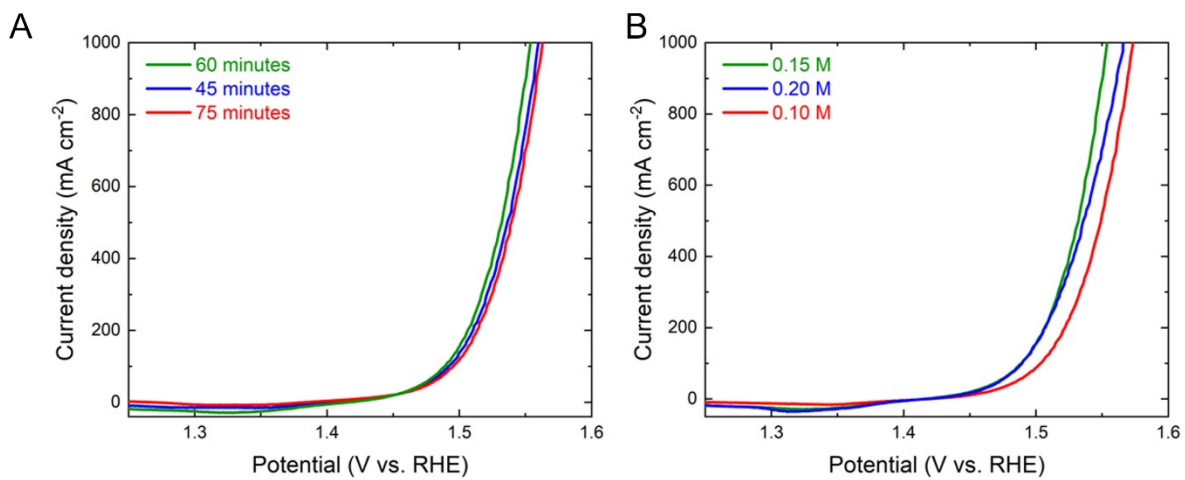 A
1000
800
600
400
200
0
60 minutes
45 minutes
75 minutes
Current density (mA cm⁻²)
1.3
1.4
1.5
1.6
Potential (V vs. RHE)
B
1000
800
600
400
200
0
0.15 M
0.20 M
0.10 M
Current density (mA cm⁻²)
1.3
1.4
1.5
1.6
Potential (V vs. RHE)